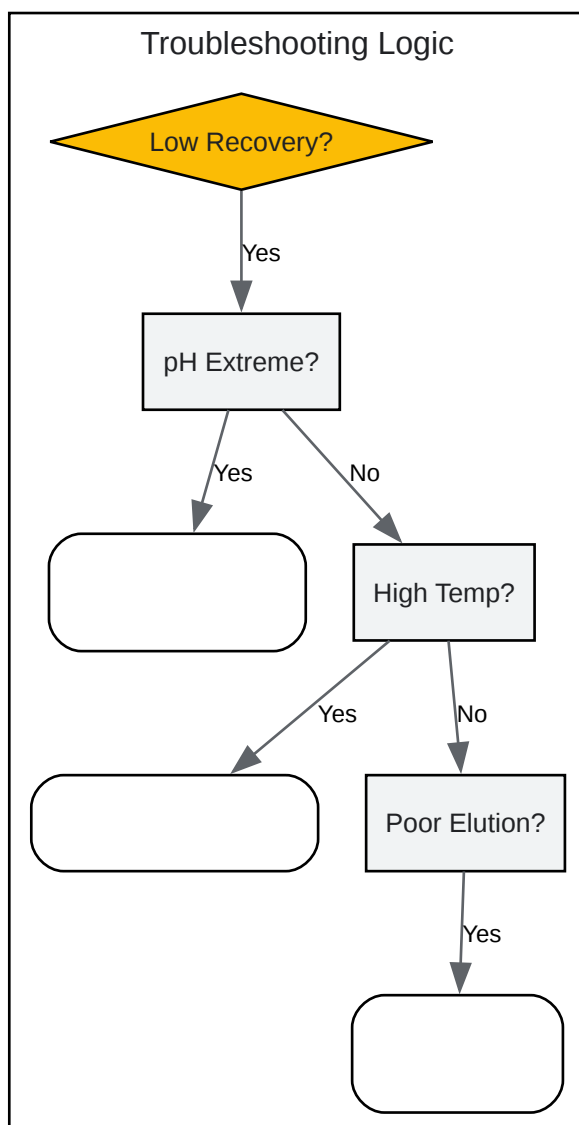 Troubleshooting Logic
Low Recovery?
Yes
pH Extreme?
Yes
No
High Temp?
Yes
No
Poor Elution?
Yes